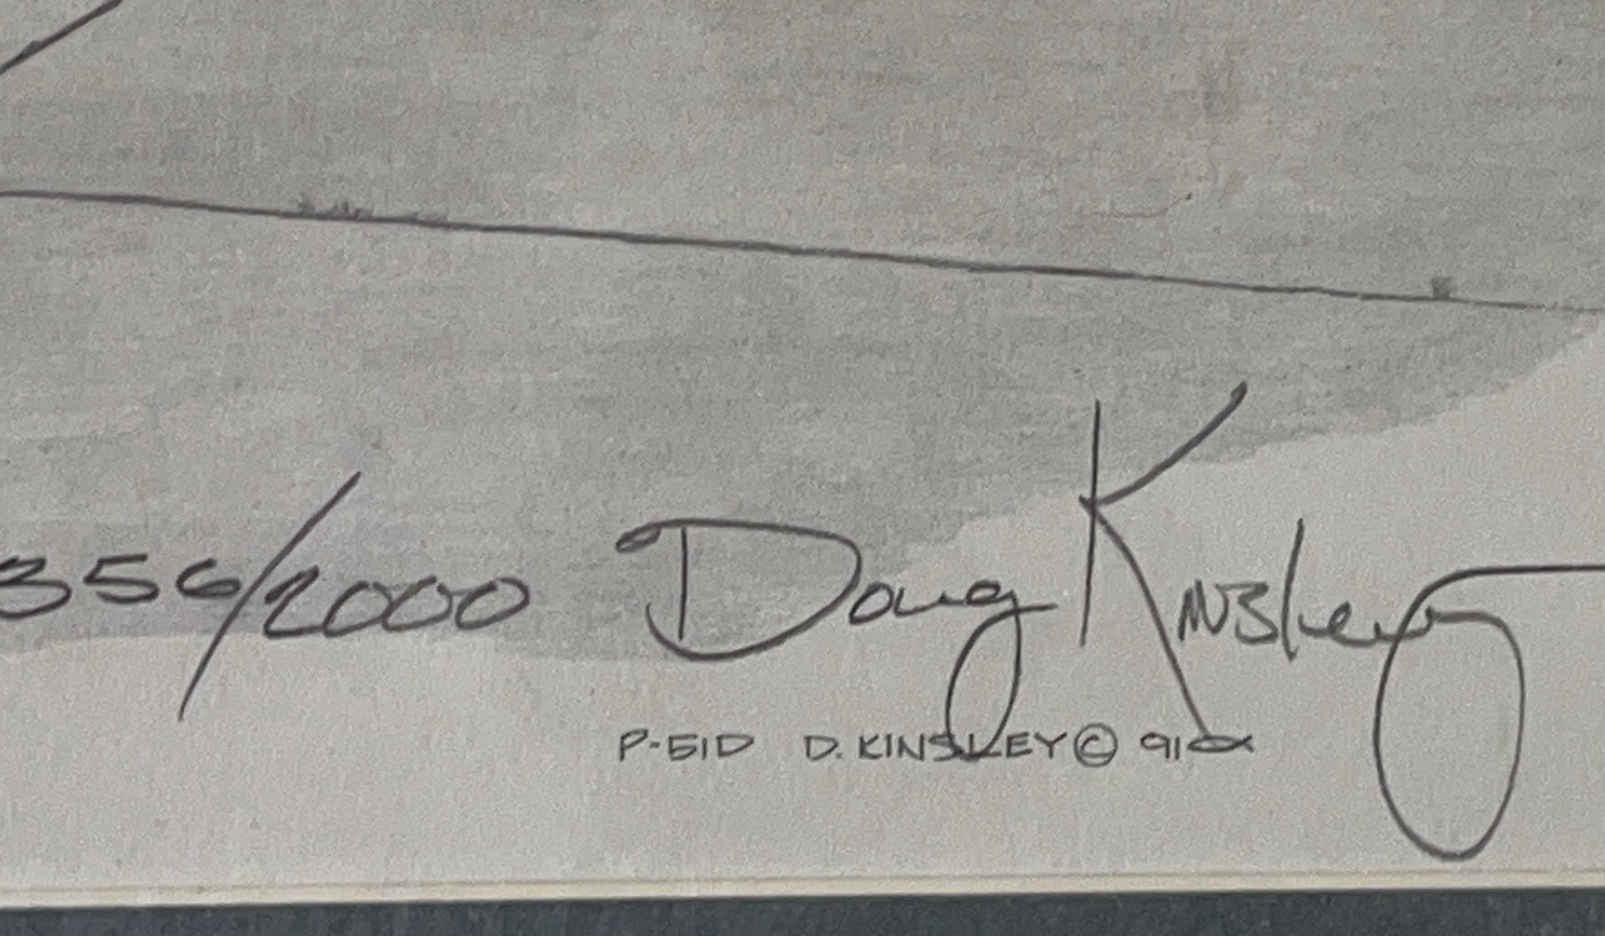 356/2000 Doug Kinsley
P-51D D. KINSLEY © 91